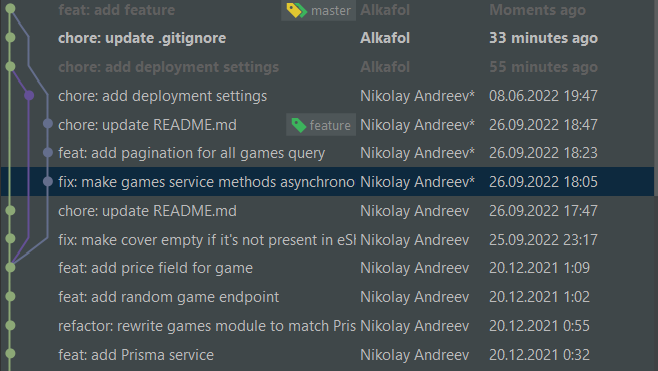 feat: add feature master Alkafol Moments ago
chore: update .gitignore Alkafol 33 minutes ago
chore: add deployment settings Alkafol 55 minutes ago
chore: add deployment settings Nikolay Andreev* 08.06.2022 19:47
chore: update README.md feature Nikolay Andreev* 26.09.2022 18:47
feat: add pagination for all games query Nikolay Andreev* 26.09.2022 18:23
fix: make games service methods asynchrono Nikolay Andreev* 26.09.2022 18:05
chore: update README.md Nikolay Andreev 26.09.2022 17:47
fix: make cover empty if it's not present in eSh Nikolay Andreev 25.09.2022 23:17
feat: add price field for game Nikolay Andreev 20.12.2021 1:09
feat: add random game endpoint Nikolay Andreev 20.12.2021 1:02
refactor: rewrite games module to match Pris Nikolay Andreev 20.12.2021 0:55
feat: add Prisma service Nikolay Andreev 20.12.2021 0:32